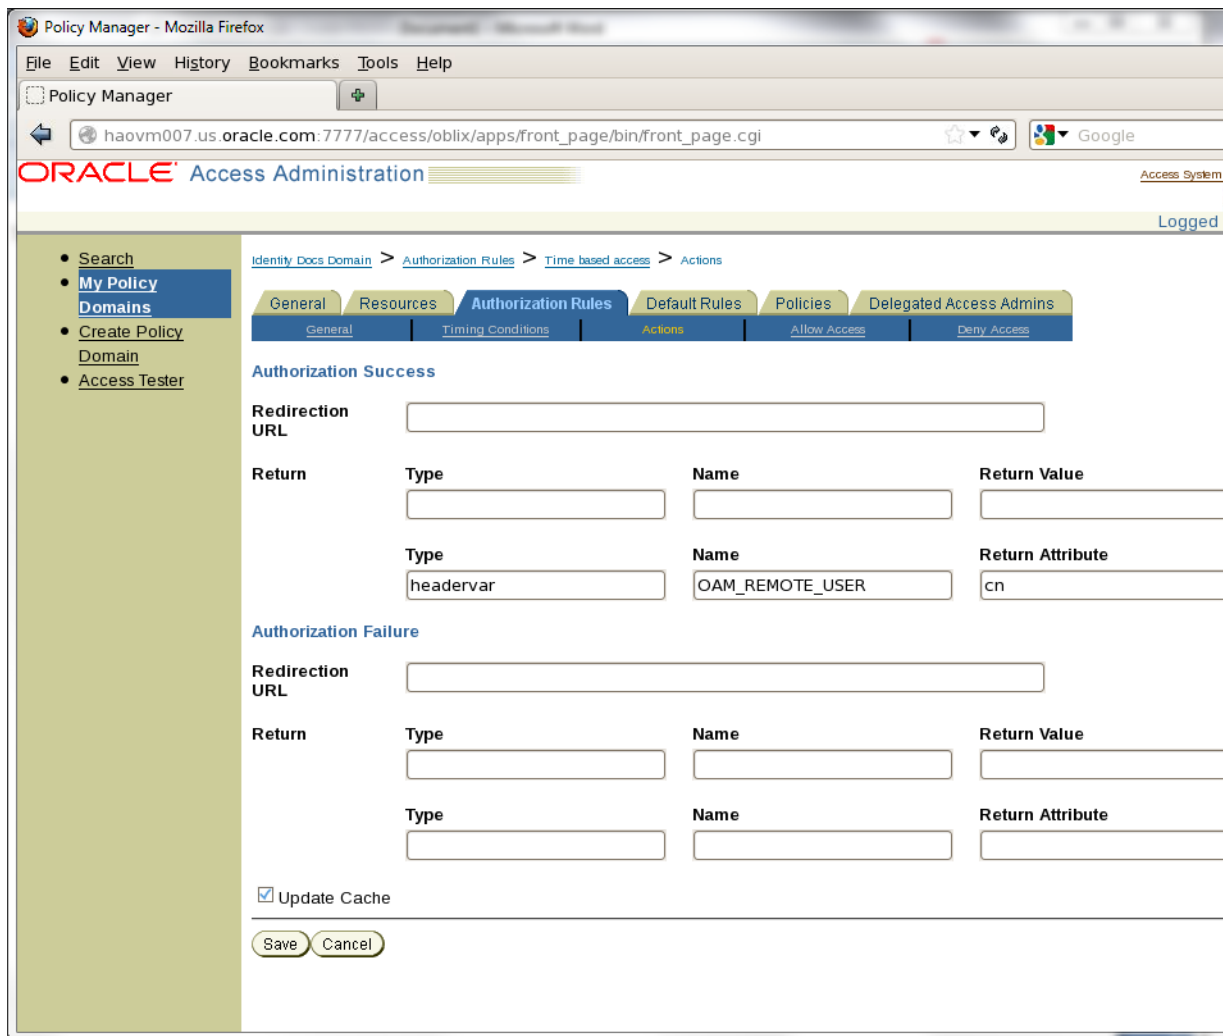 Policy Manager - Mozilla Firefox
File Edit View History Bookmarks Tools Help
Policy Manager
haovm007.us.oracle.com:7777/access/oblix/apps/front_page/bin/front_page.cgi
Google
ORACLE Access Administration
Access System
Logged
Search
My Policy
Domains
Create Policy
Domain
Access Tester
Identity Docs Domain > Authorization Rules > Time based access > Actions
General Resources Authorization Rules Default Rules Policies Delegated Access Admins
General Timing Conditions Actions Allow Access Deny Access
Authorization Success
Redirection
URL
Return Type Name Return Value
Type Name Return Attribute
headervar OAM_REMOTE_USER cn
Authorization Failure
Redirection
URL
Return Type Name Return Value
Type Name Return Attribute
Update Cache
Save Cancel